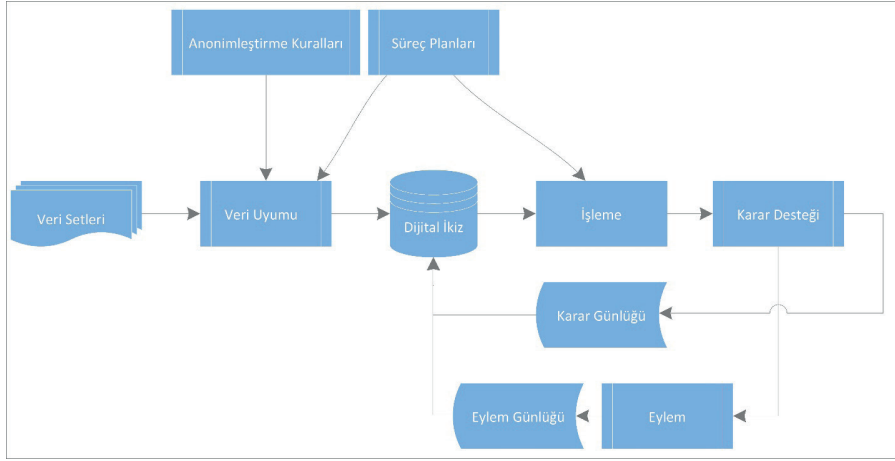 Anonimleştirme Kuralları
Süreç Planları
Veri Setleri
Veri Uyumu
Dijital İkiz
İşleme
Karar Desteği
Karar Günlüğü
Eylem Günlüğü
Eylem